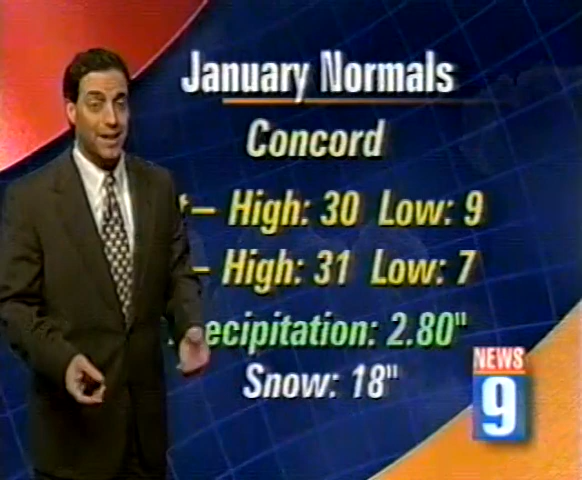 January Normals
Concord
t – High: 30 Low: 9
– High: 31 Low: 7
ecipitation: 2.80"
Snow: 18"
NEWS
9